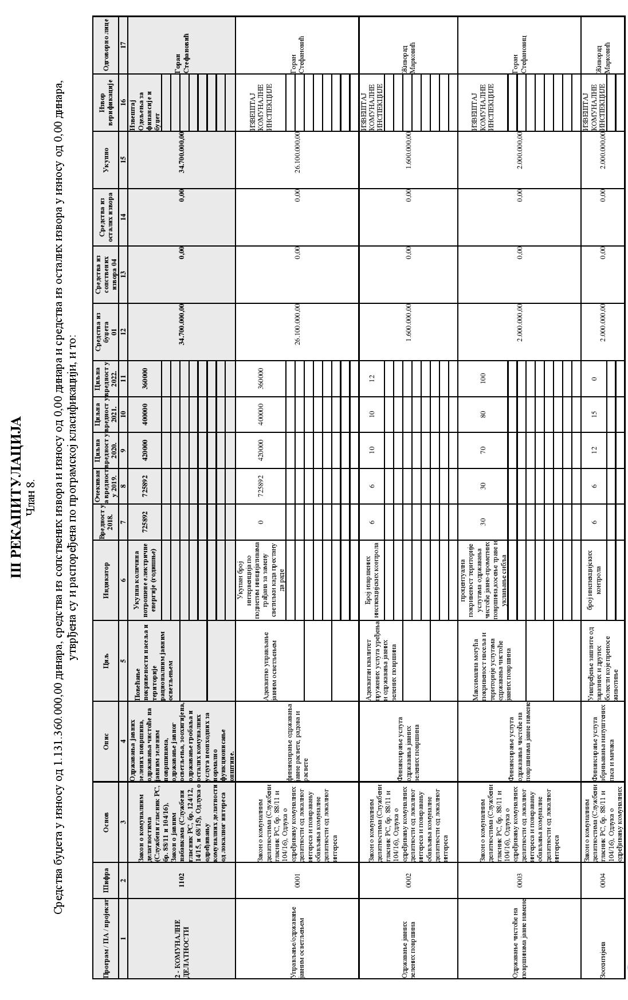 III РЕКАПИТУЛАЦИЈА
Члан 8.
Средства буџета у износу од 1.131.360.000,00 динара, средства из сопствених извора и износу од 0,00 динара и средства из осталих извора у износу од 0,00 динара,
утврђена су и распоређена по програмској класификацији, и то:
Програм / ПА / пројекат
Шифра
Основ
Опис
Циљ
Индикатор
Вредност у
2018.
Очекиван
а вредност
у 2019.
Циљна
вредност у
2020.
Циљна
вредност у
2021.
Циљна
вредност у
2022.
Средства из
буџета
01
Средства из
сопствених
извора 04
Средства из
осталих извора
Укупно
Извор
верификације
Одговорно лице
1
2
3
4
5
6
7
8
9
10
11
12
13
14
15
16
17
2 - КОМУНАЛНЕ
ДЕЛАТНОСТИ
1102
Закон о комуналним
делатностима
(Службени гласник РС,
бр. 88/11 и 104/16),
Закон о јавним
набавкама (Службени
гласник РС, бр. 124/12,
14/15, и 68/15), Одлука о
одређивању
комуналних делатности
од локалног интереса
Одржавања јавних
зелених површина,
одржавања чистоће на
јавним зеленим
површинама,
одржавање јавног
осветљења, зоохигијена,
одржавање гробаља и
осталих комуналних
услуга неопходних за
нормално
функционисање
општине.
Повећање
покривености насеља и
територије
рационалним јавним
осветљењем
Укупна количина
потрошене електричне
енергије (годишње)
725892
725892
420000
400000
360000
34.700.000,00
0,00
0,00
34.700.000,00
Извештај
Одељења за
финансије и
буџет
Горан
Стефановић
Управљање/одржавање
јавним осветљењем
0001
Закон о комуналним
делатностима (Службени
гласник РС, бр. 88/11 и
104/16), Одлука о
одређивању комуналних
делатности од локалног
интереса и поверавању
обављања комуналне
делатности од локалног
интереса
финансирање одржавања
јавне расвете, радова и
расвете
Адекватно управљање
јавним осветљењем
Укупан број
интервенција по
поднетим иницијативама
грађана за замену
светиљки када престану
да раде
0
725892
420000
400000
360000
26.100.000,00
0,00
0,00
26.100.000,00
ИЗВЕШТАЈ
КОМУНАЛНЕ
ИНСПЕКЦИЈЕ
Горан
Стефановић
Одржавање јавних
зелених површина
0002
Закон о комуналним
делатностима (Службени
гласник РС, бр. 88/11 и
104/16), Одлука о
одређивању комуналних
делатности од локалног
интереса и поверавању
обављања комуналне
делатности од локалног
интереса
Финансирање услуга
одржавања јавних
зелених површина
Адекватан квалитет
пружених услуга уређења
и одржавања јавних
зелених површина
Број извршених
инспекцијских контрола
6
6
10
10
12
1.600.000,00
0,00
0,00
1.600.000,00
ИЗВЕШТАЈ
КОМУНАЛНЕ
ИНСПЕКЦИЈЕ
Живорад
Марковић
Одржавање чистоће на
површинама јавне намене
0003
Закон о комуналним
делатностима (Службени
гласник РС, бр. 88/11 и
104/16), Одлука о
одређивању комуналних
делатности од локалног
интереса и поверавању
обављања комуналне
делатности од локалног
интереса
Финансирање услуга
одржавања чистоће на
површинама јавне намене
Максимална могућа
покривеност насеља и
територије услугама
одржавања чистоће
јавних површина
процентуална
покривеност територије
услугама одржавања
чистоће јавно-прометних
површина,косење траве и
уклањање сибља
30
30
70
80
100
2.000.000,00
0,00
0,00
2.000.000,00
ИЗВЕШТАЈ
КОМУНАЛНЕ
ИНСПЕКЦИЈЕ
Горан
Стефановиц
Зоохигијена
0004
Закон о комуналним
делатностима (Службени
гласник РС, бр. 88/11 и
104/16), Одлука о
одређивању комуналних
Финансирање услуга
збрињавања напуштених
паса и мачака
Унапређење заштите од
заразних и других
болести које преносе
животиње
број инспекцијских
контрола
6
6
12
15
0
2.000.000,00
0,00
0,00
2.000.000,00
ИЗВЕШТАЈ
КОМУНАЛНЕ
ИНСПЕКЦИЈЕ
Живорад
Марковић